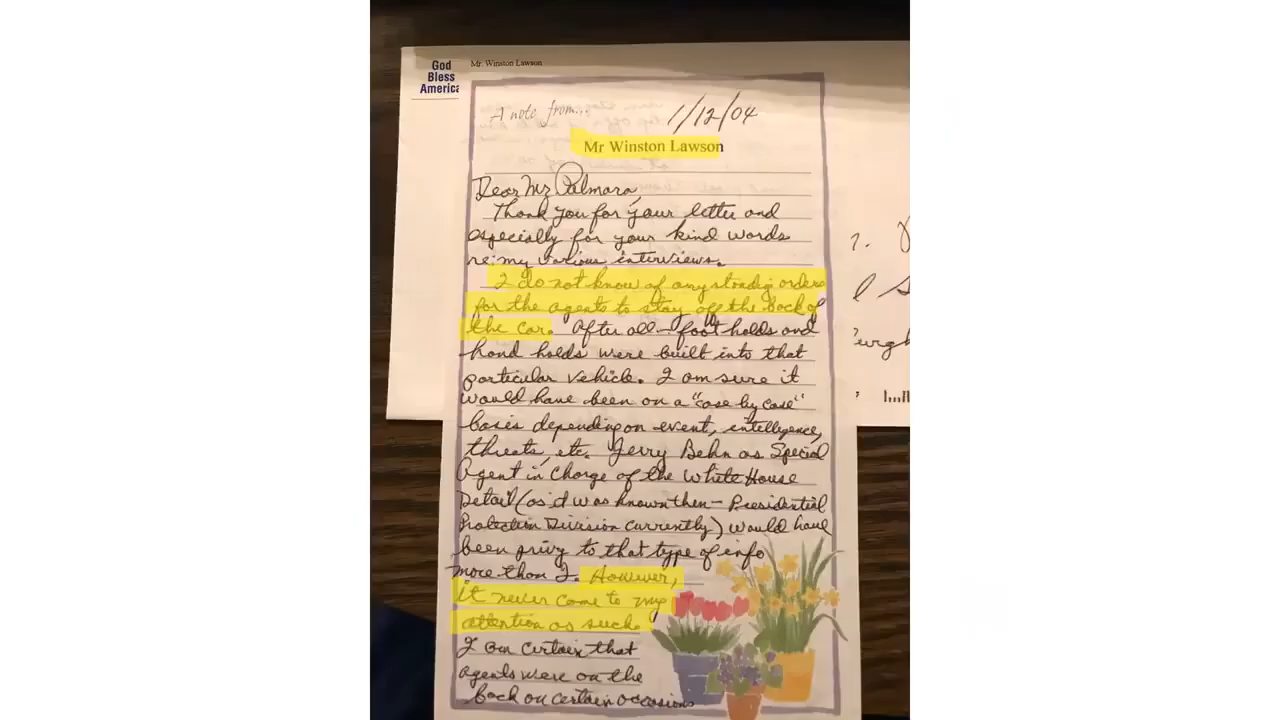 God
Bless
America
Mr. Winston Lawson
A note from...
1/12/04
Mr Winston Lawson
Dear Mr Palmara,
Thank you for your letter and
especially for your kind words
re: my various interviews.
I do not know of any standing orders
for the agents to stay off the back of
the car. After all - foot holds and
hand holds were built into that
particular vehicle. I am sure it
would have been on a "case by case"
basis depending on event, intelligence,
threats, etc. Jerry Behn as Special
Agent in Charge of the White House
Detail (as it was known then - Presidential
Protection Division currently) would have
been privy to that type of info
more than I. However,
it never came to my
attention as such.
I am certain that
agents were on the
back on certain occasions